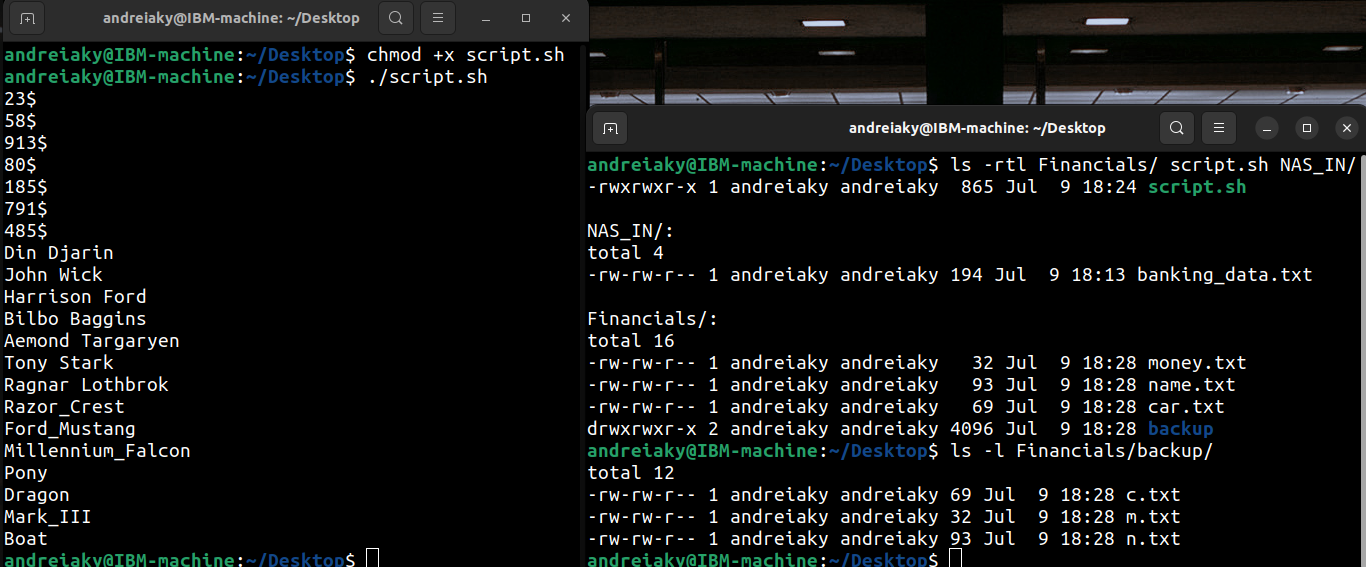 andreiaky@IBM-machine: ~/Desktop
andreiaky@IBM-machine:~/Desktop$ chmod +x script.sh
andreiaky@IBM-machine:~/Desktop$ ./script.sh
23$
58$
913$
80$
185$
791$
485$
Din Djarin
John Wick
Harrison Ford
Bilbo Baggins
Aemond Targaryen
Tony Stark
Ragnar Lothbrok
Razor_Crest
Ford_Mustang
Millennium_Falcon
Pony
Dragon
Mark_III
Boat
andreiaky@IBM-machine:~/Desktop$
andreiaky@IBM-machine: ~/Desktop
andreiaky@IBM-machine:~/Desktop$ ls -rtl Financials/ script.sh NAS_IN/
-rwxrwxr-x 1 andreiaky andreiaky  865 Jul  9 18:24 script.sh
NAS_IN/:
total 4
-rw-rw-r-- 1 andreiaky andreiaky 194 Jul  9 18:13 banking_data.txt
Financials/:
total 16
-rw-rw-r-- 1 andreiaky andreiaky   32 Jul  9 18:28 money.txt
-rw-rw-r-- 1 andreiaky andreiaky   93 Jul  9 18:28 name.txt
-rw-rw-r-- 1 andreiaky andreiaky   69 Jul  9 18:28 car.txt
drwxrwxr-x 2 andreiaky andreiaky 4096 Jul  9 18:28 backup
andreiaky@IBM-machine:~/Desktop$ ls -l Financials/backup/
total 12
-rw-rw-r-- 1 andreiaky andreiaky 69 Jul  9 18:28 c.txt
-rw-rw-r-- 1 andreiaky andreiaky 32 Jul  9 18:28 m.txt
-rw-rw-r-- 1 andreiaky andreiaky 93 Jul  9 18:28 n.txt
andreiaky@IBM-machine:~/Desktop$